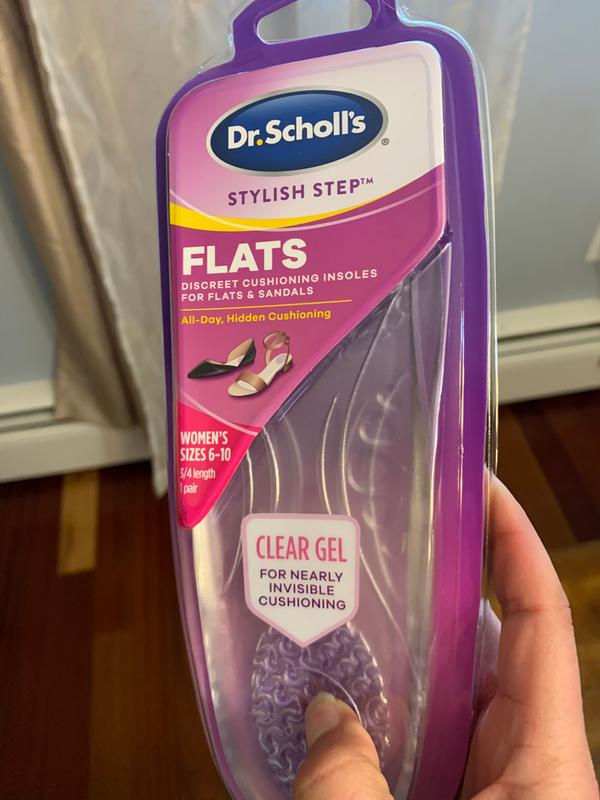 Dr.Scholl's®
STYLISH STEP™
FLATS
DISCREET CUSHIONING INSOLES
FOR FLATS & SANDALS
All-Day, Hidden Cushioning
WOMEN'S
SIZES 6-10
3/4 length
1 pair
CLEAR GEL
FOR NEARLY
INVISIBLE
CUSHIONING